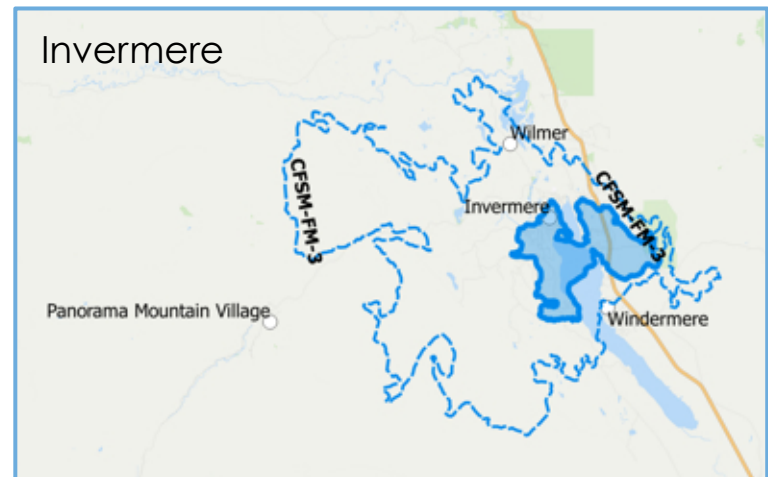 Invermere
Wilmer
CFSM-FM-3
CFSM-FM-3
Invermere
Panorama Mountain Village
Windermere